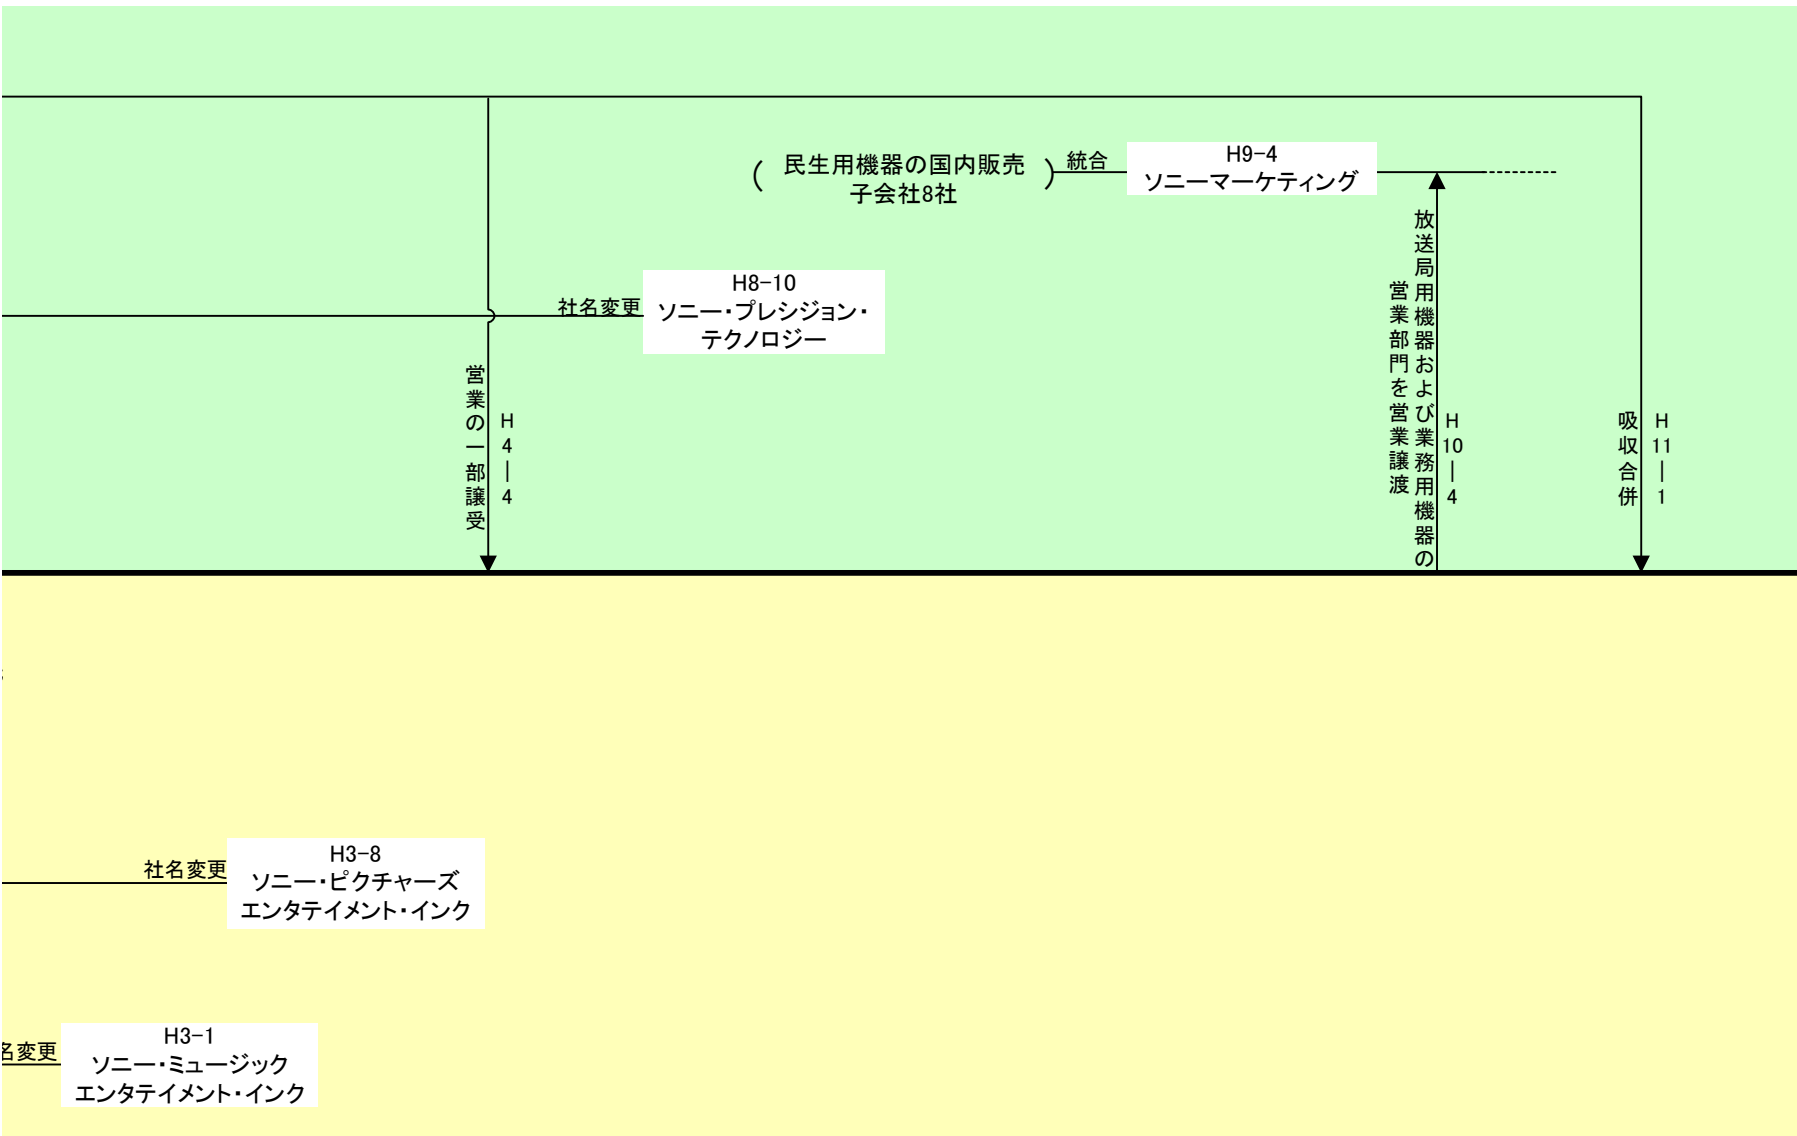 民生用機器の国内販売
子会社8社
統合
H9-4
ソニーマーケティング
社名変更
H8-10
ソニー・プレシジョン・
テクノロジー
営業の一部譲受
H4―4
放送局用機器および業務用機器の
営業部門を営業譲渡
H10―4
吸収合併
H11―1
社名変更
H3-8
ソニー・ピクチャーズ
エンタテイメント・インク
名変更
H3-1
ソニー・ミュージック
エンタテイメント・インク